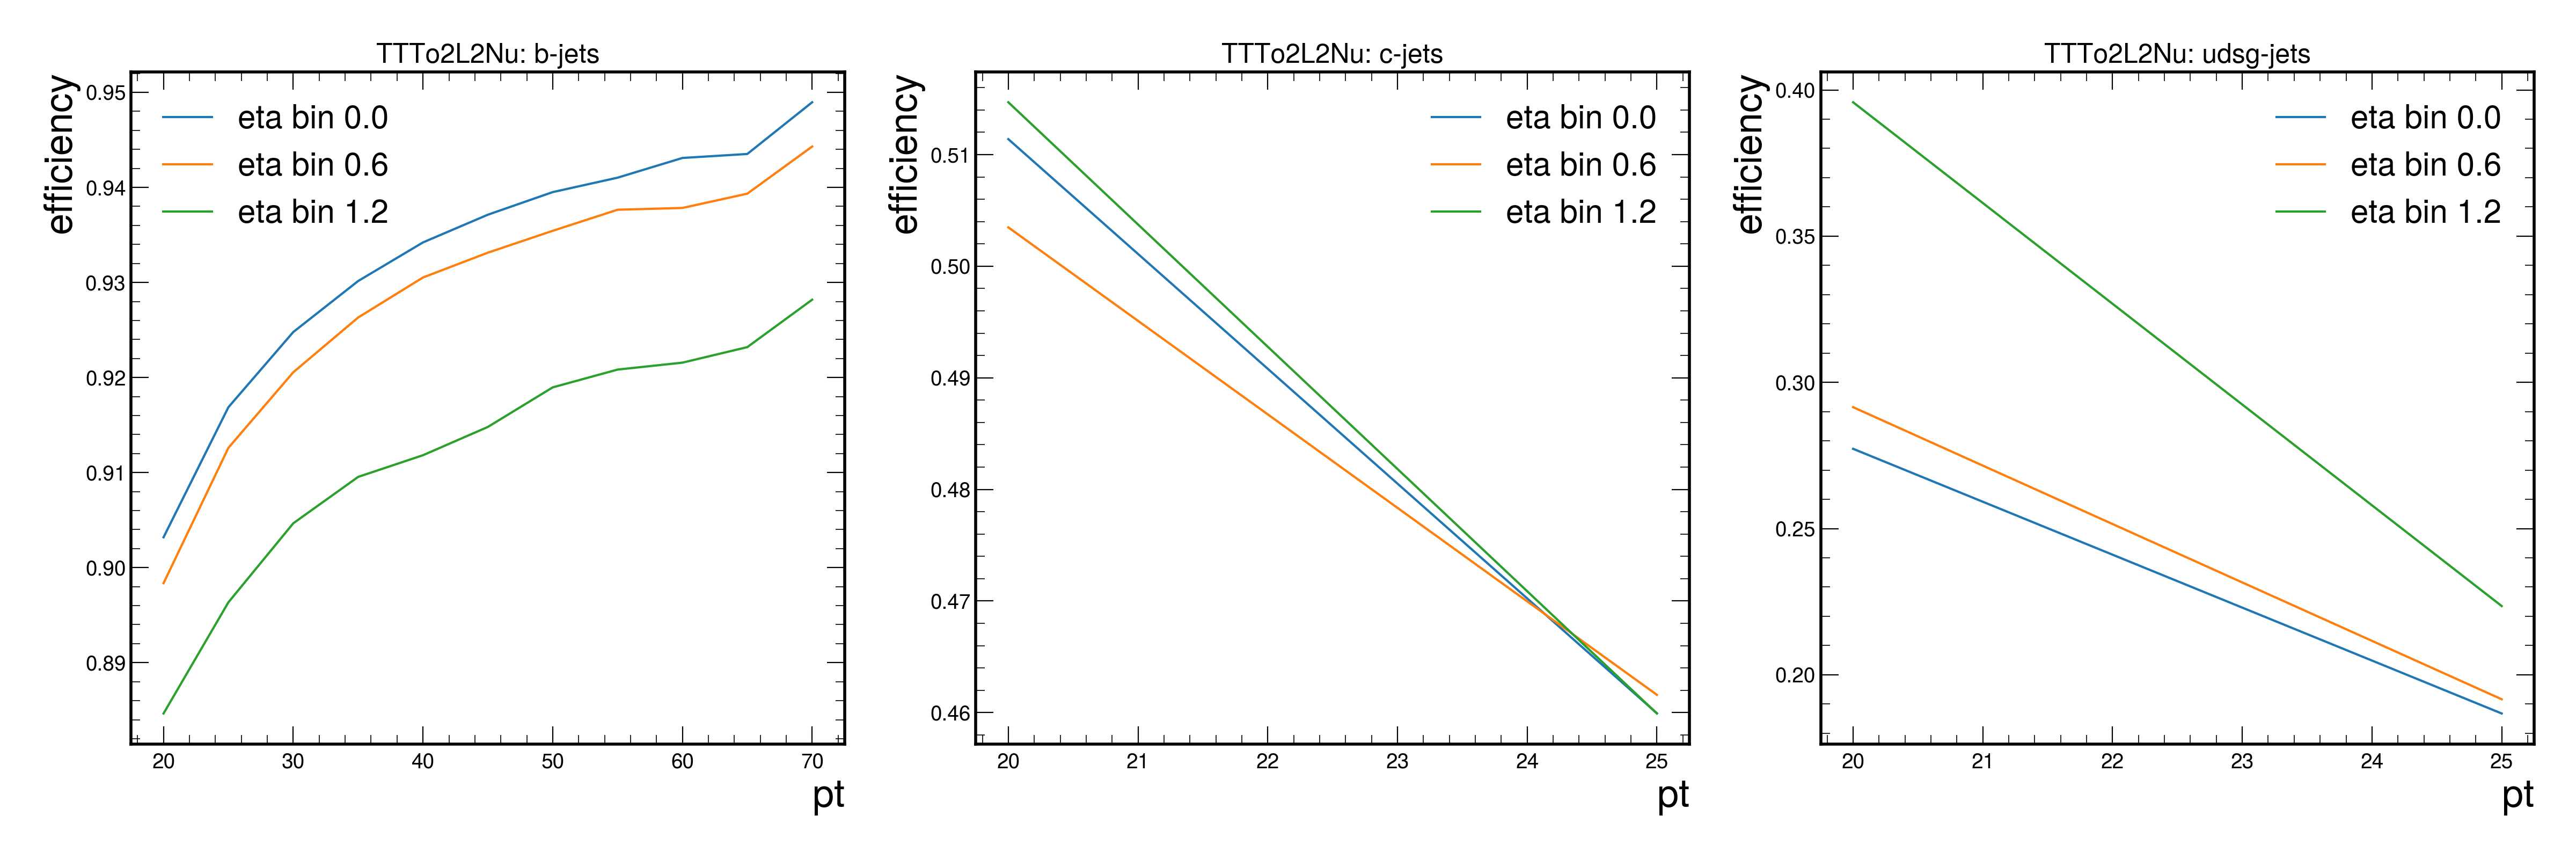 TTTo2L2Nu: b-jets
efficiency
0.95
0.94
0.93
0.92
0.91
0.90
0.89
eta bin 0.0
eta bin 0.6
eta bin 1.2
20 30 40 50 60 70
pt
TTTo2L2Nu: c-jets
efficiency
0.51
0.50
0.49
0.48
0.47
0.46
eta bin 0.0
eta bin 0.6
eta bin 1.2
20 21 22 23 24 25
pt
TTTo2L2Nu: udsg-jets
efficiency
0.40
0.35
0.30
0.25
0.20
eta bin 0.0
eta bin 0.6
eta bin 1.2
20 21 22 23 24 25
pt